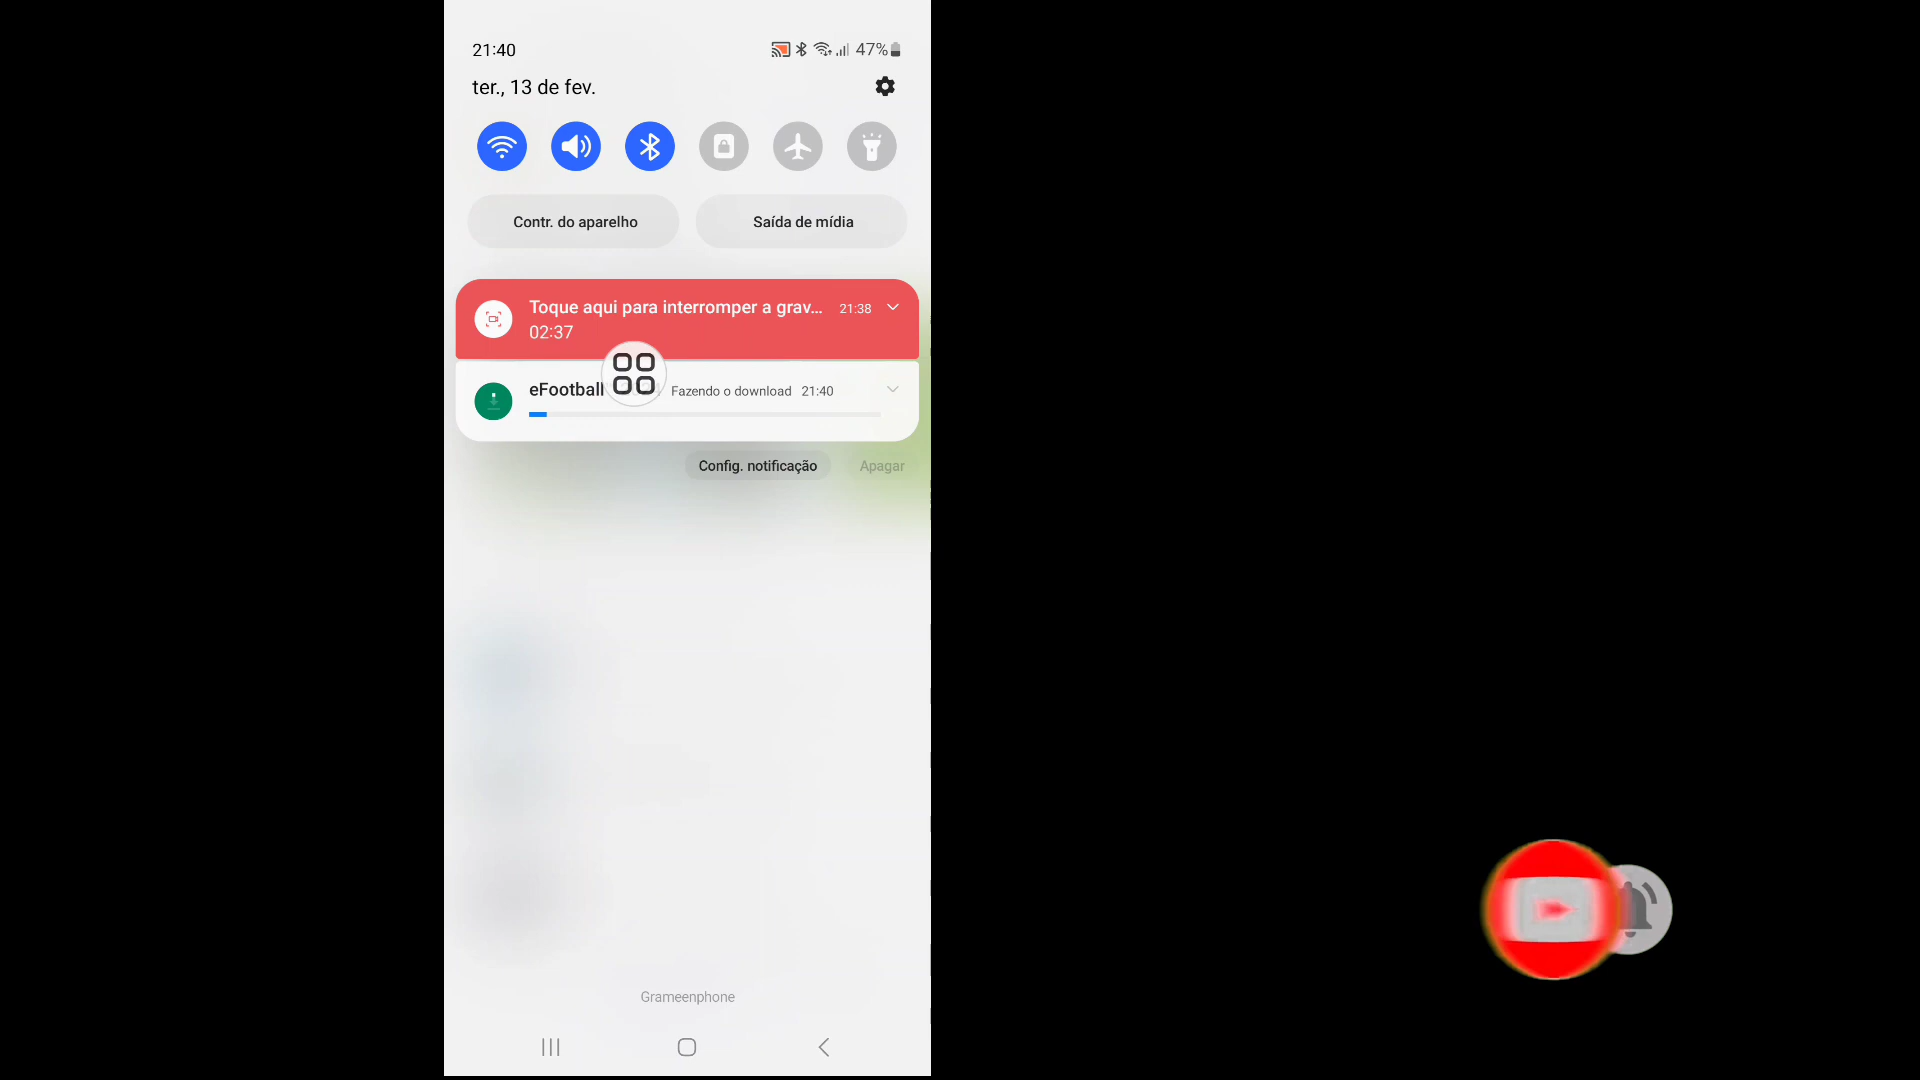 21:40
47%
ter., 13 de fev.
Contr. do aparelho
Saída de mídia
Toque aqui para interromper a grav... 21:38
02:37
eFootball Fazendo o download 21:40
Config. notificação
Apagar
Grameenphone